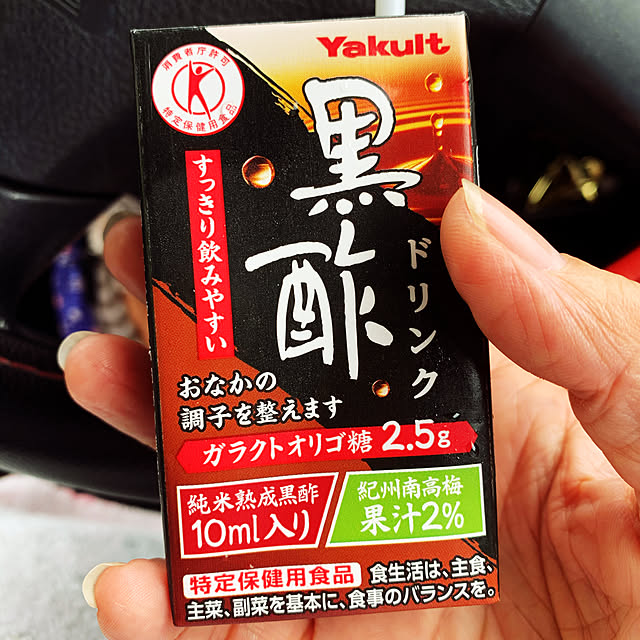 Yakult
消費者庁許可
特定保健用食品
黒酢
ドリンク
すっきり飲みやすい
おなかの
調子を整えます
ガラクトオリゴ糖 2.5g
純米熟成黒酢
10ml入り
紀州南高梅
果汁2%
特定保健用食品 食生活は、主食、
主菜、副菜を基本に、食事のバランスを。